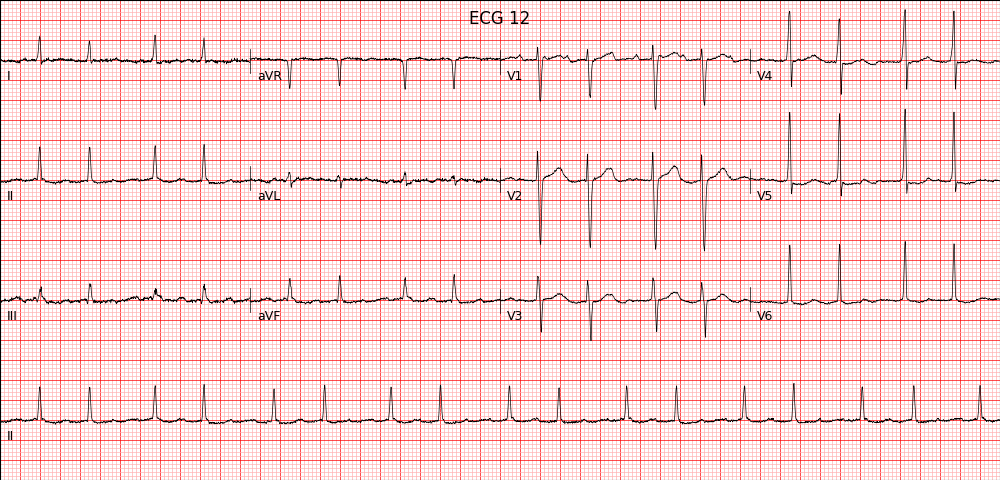 ECG 12
I aVR V1 V4
II aVL V2 V5
III aVF V3 V6
II